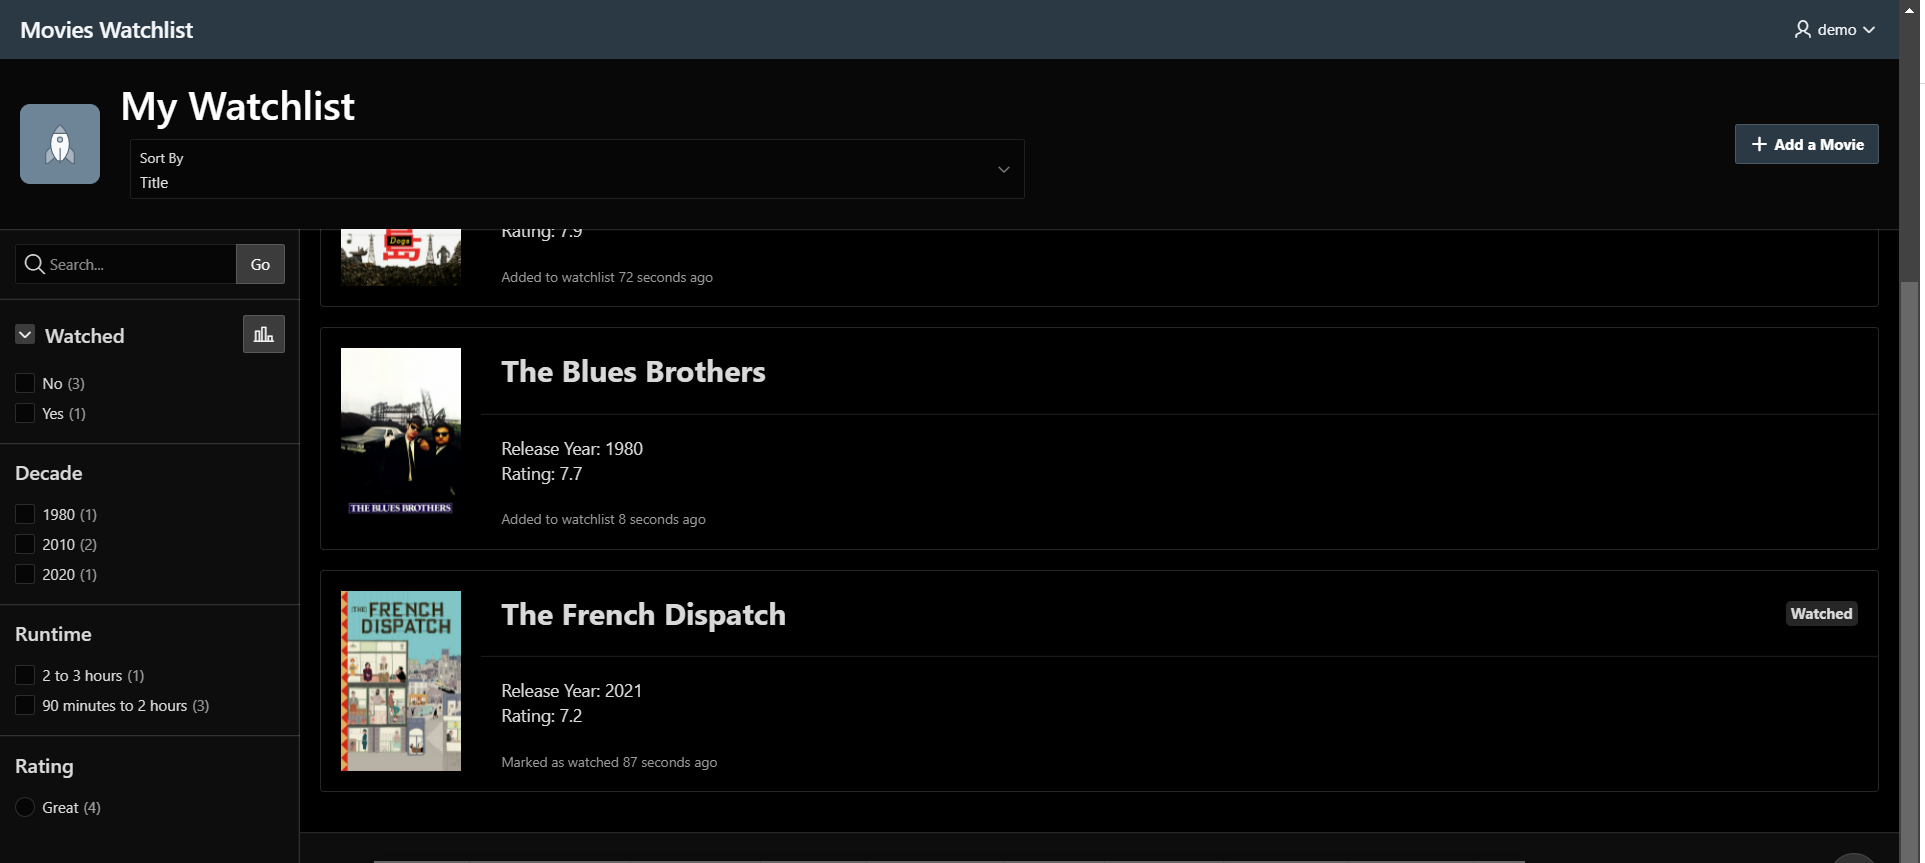 Movies Watchlist
demo
My Watchlist
Sort By
Title
Add a Movie
Search...
Go
Watched
No (3)
Yes (1)
Decade
1980 (1)
2010 (2)
2020 (1)
Runtime
2 to 3 hours (1)
90 minutes to 2 hours (3)
Rating
Great (4)
Dogs
島
Rating: 7.9
Added to watchlist 72 seconds ago
THE BLUES BROTHERS
The Blues Brothers
Release Year: 1980
Rating: 7.7
Added to watchlist 8 seconds ago
THE FRENCH
DISPATCH
The French Dispatch
Watched
Release Year: 2021
Rating: 7.2
Marked as watched 87 seconds ago